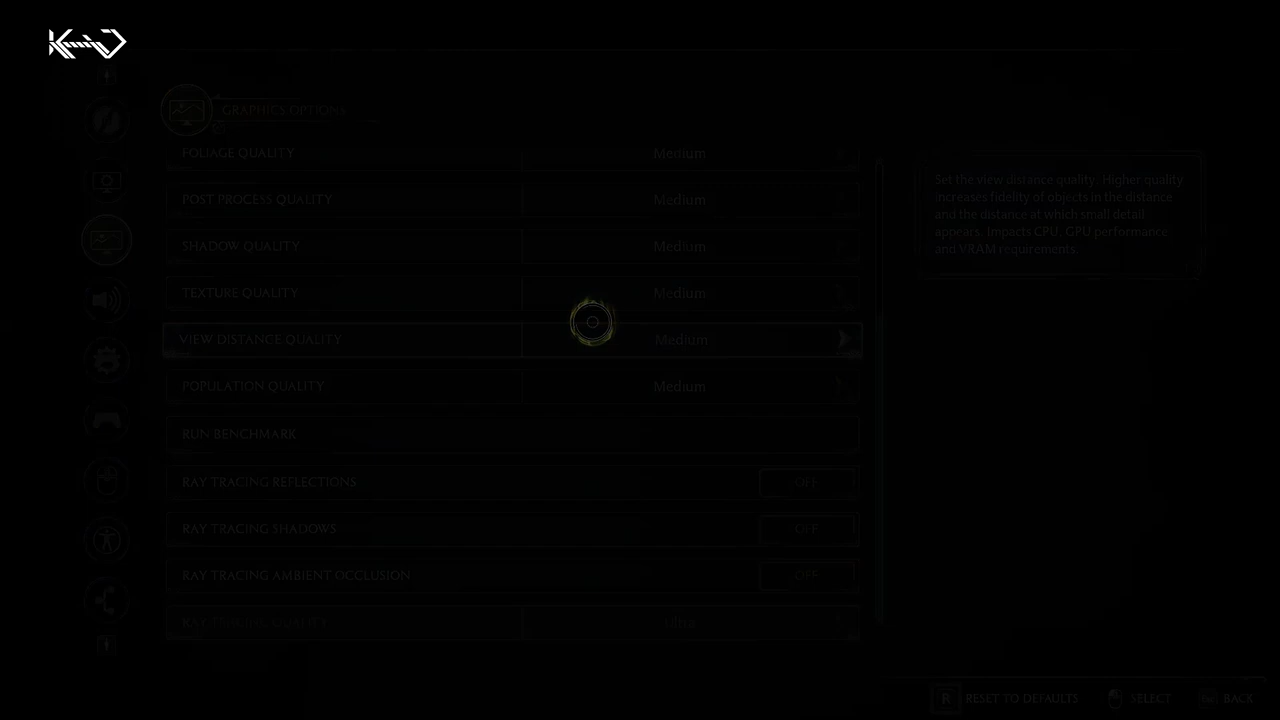 GRAPHICS OPTIONS
FOLIAGE QUALITY Medium
POST PROCESS QUALITY Medium
SHADOW QUALITY Medium
TEXTURE QUALITY Medium
VIEW DISTANCE QUALITY Medium
POPULATION QUALITY Medium
RUN BENCHMARK
RAY TRACING REFLECTIONS OFF
RAY TRACING SHADOWS OFF
RAY TRACING AMBIENT OCCLUSION OFF
RAY TRACING QUALITY Ultra
Set the view distance quality. Higher quality
increases fidelity of objects in the distance
and the distance at which small detail
appears. Impacts CPU, GPU performance
and VRAM requirements.
R RESET TO DEFAULTS SELECT BACK